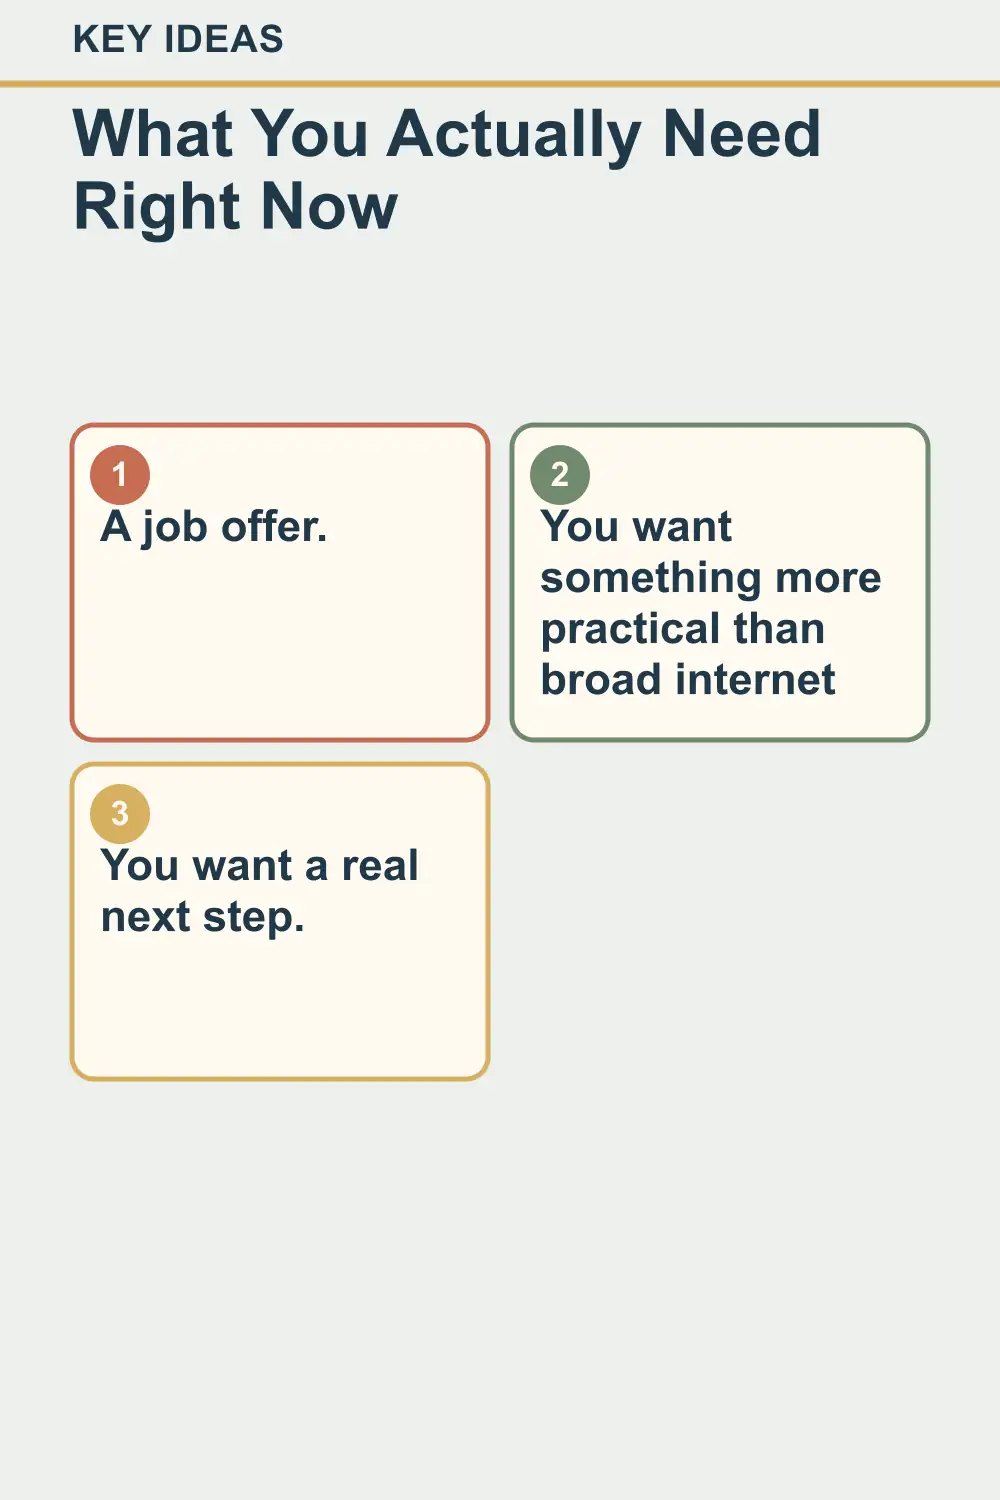 KEY IDEAS
What You Actually Need
Right Now
1
A job offer.
2
You want
something more
practical than
broad internet
3
You want a real
next step.